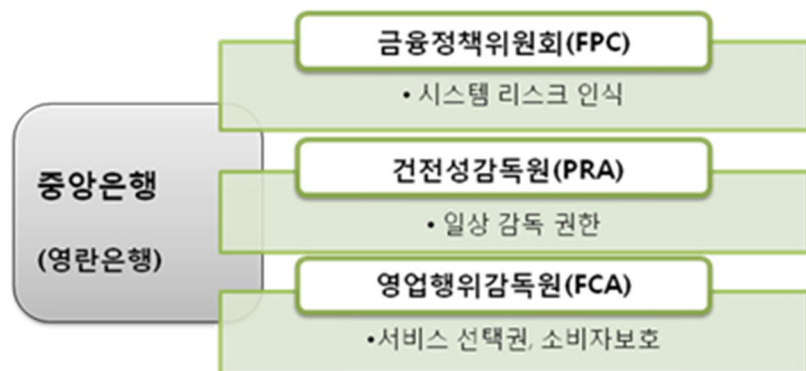 금융정책위원회(FPC)
• 시스템 리스크 인식
중앙은행
(영란은행)
건전성감독원(PRA)
• 일상 감독 권한
영업행위감독원(FCA)
•서비스 선택권, 소비자보호